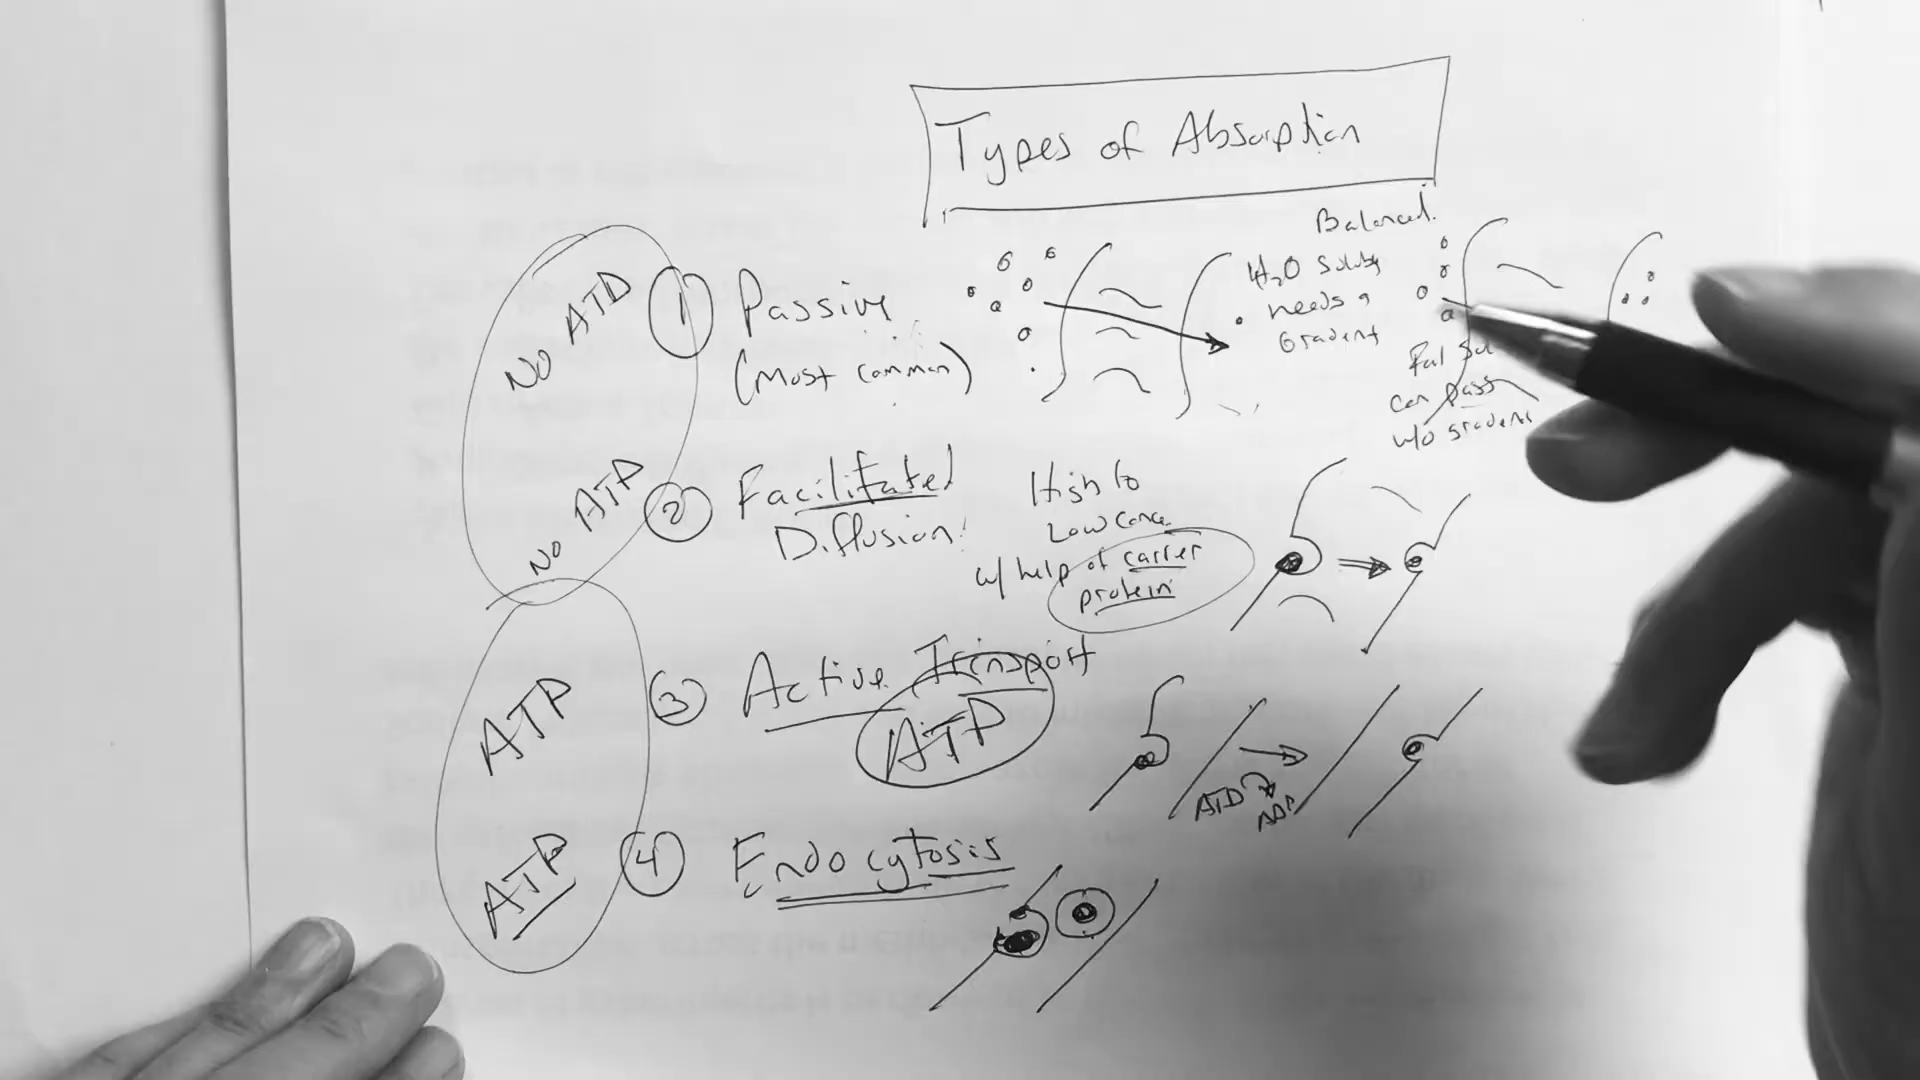 Types of Absorption
NO ATP
1 Passive
(Most Common)
Balanced.
H₂O Soluble
needs a
Gradient
Fat Sol
can pass
w/o gradient
NO ATP
2 Facilitated
Diffusion
High to
Low Conc.
w/ help of carrier
protein
ATP
3 Active Transport
ATP
ATP
ADP
ATP
4 Endocytosis